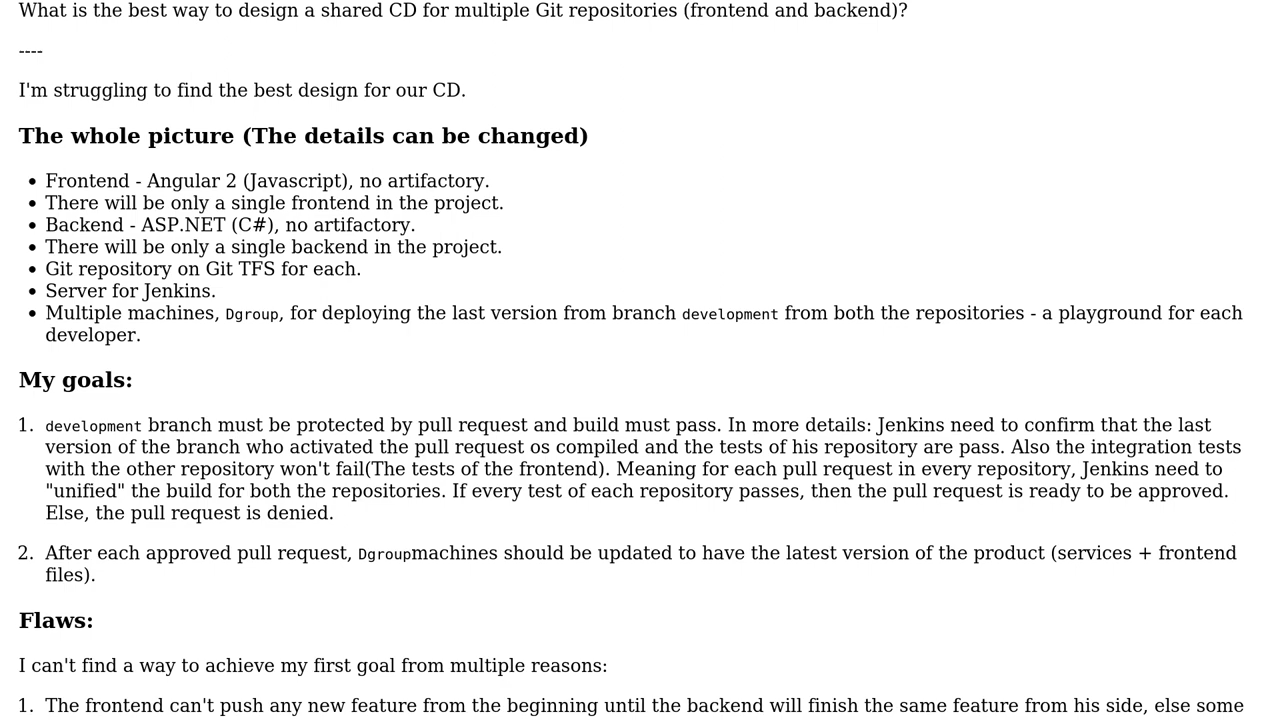 What is the best way to design a shared CD for multiple Git repositories (frontend and backend)?
----
I'm struggling to find the best design for our CD.
The whole picture (The details can be changed)
• Frontend - Angular 2 (Javascript), no artifactory.
• There will be only a single frontend in the project.
• Backend - ASP.NET (C#), no artifactory.
• There will be only a single backend in the project.
• Git repository on Git TFS for each.
• Server for Jenkins.
• Multiple machines, Dgroup, for deploying the last version from branch development from both the repositories - a playground for each
developer.
My goals:
1. development branch must be protected by pull request and build must pass. In more details: Jenkins need to confirm that the last
version of the branch who activated the pull request os compiled and the tests of his repository are pass. Also the integration tests
with the other repository won't fail(The tests of the frontend). Meaning for each pull request in every repository, Jenkins need to
"unified" the build for both the repositories. If every test of each repository passes, then the pull request is ready to be approved.
Else, the pull request is denied.
2. After each approved pull request, Dgroupmachines should be updated to have the latest version of the product (services + frontend
files).
Flaws:
I can't find a way to achieve my first goal from multiple reasons:
1. The frontend can't push any new feature from the beginning until the backend will finish the same feature from his side, else some